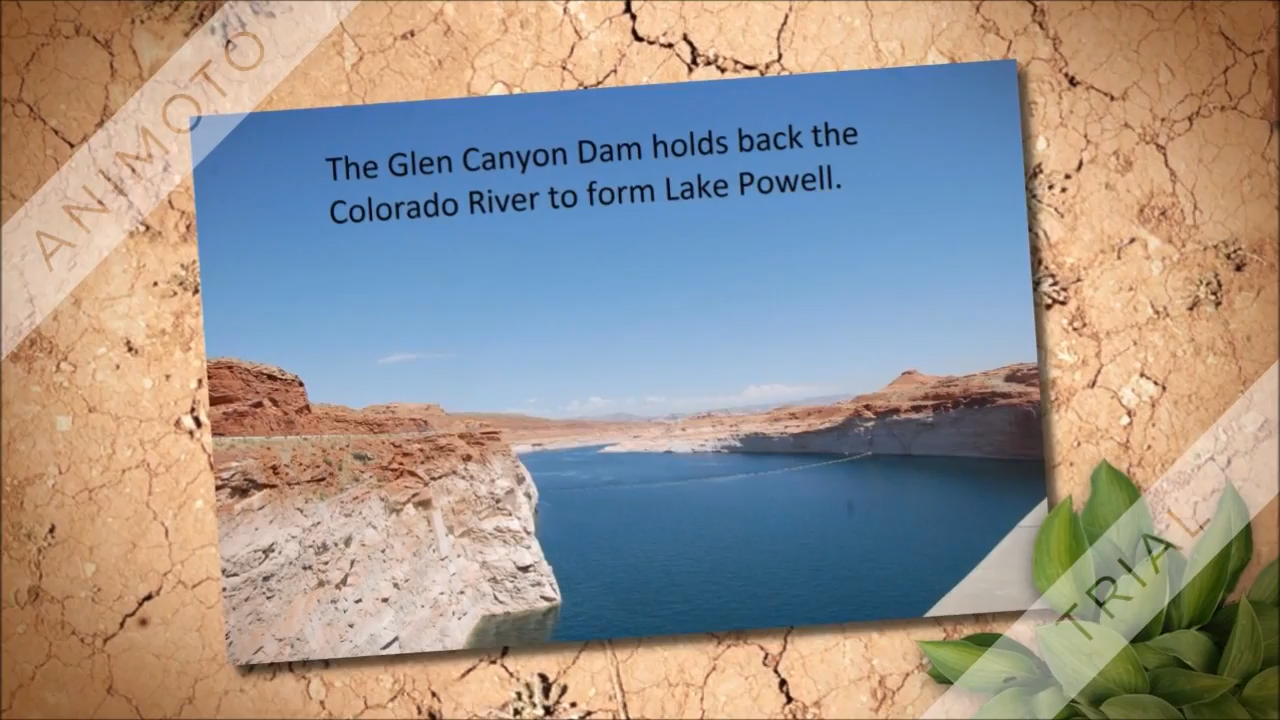 ANIMOTO
The Glen Canyon Dam holds back the
Colorado River to form Lake Powell.
TRIAL